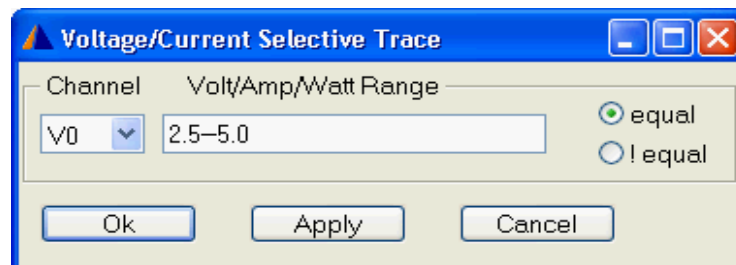 Voltage/Current Selective Trace
Channel Volt/Amp/Watt Range
V0 2.5–5.0 equal
! equal
Ok Apply Cancel